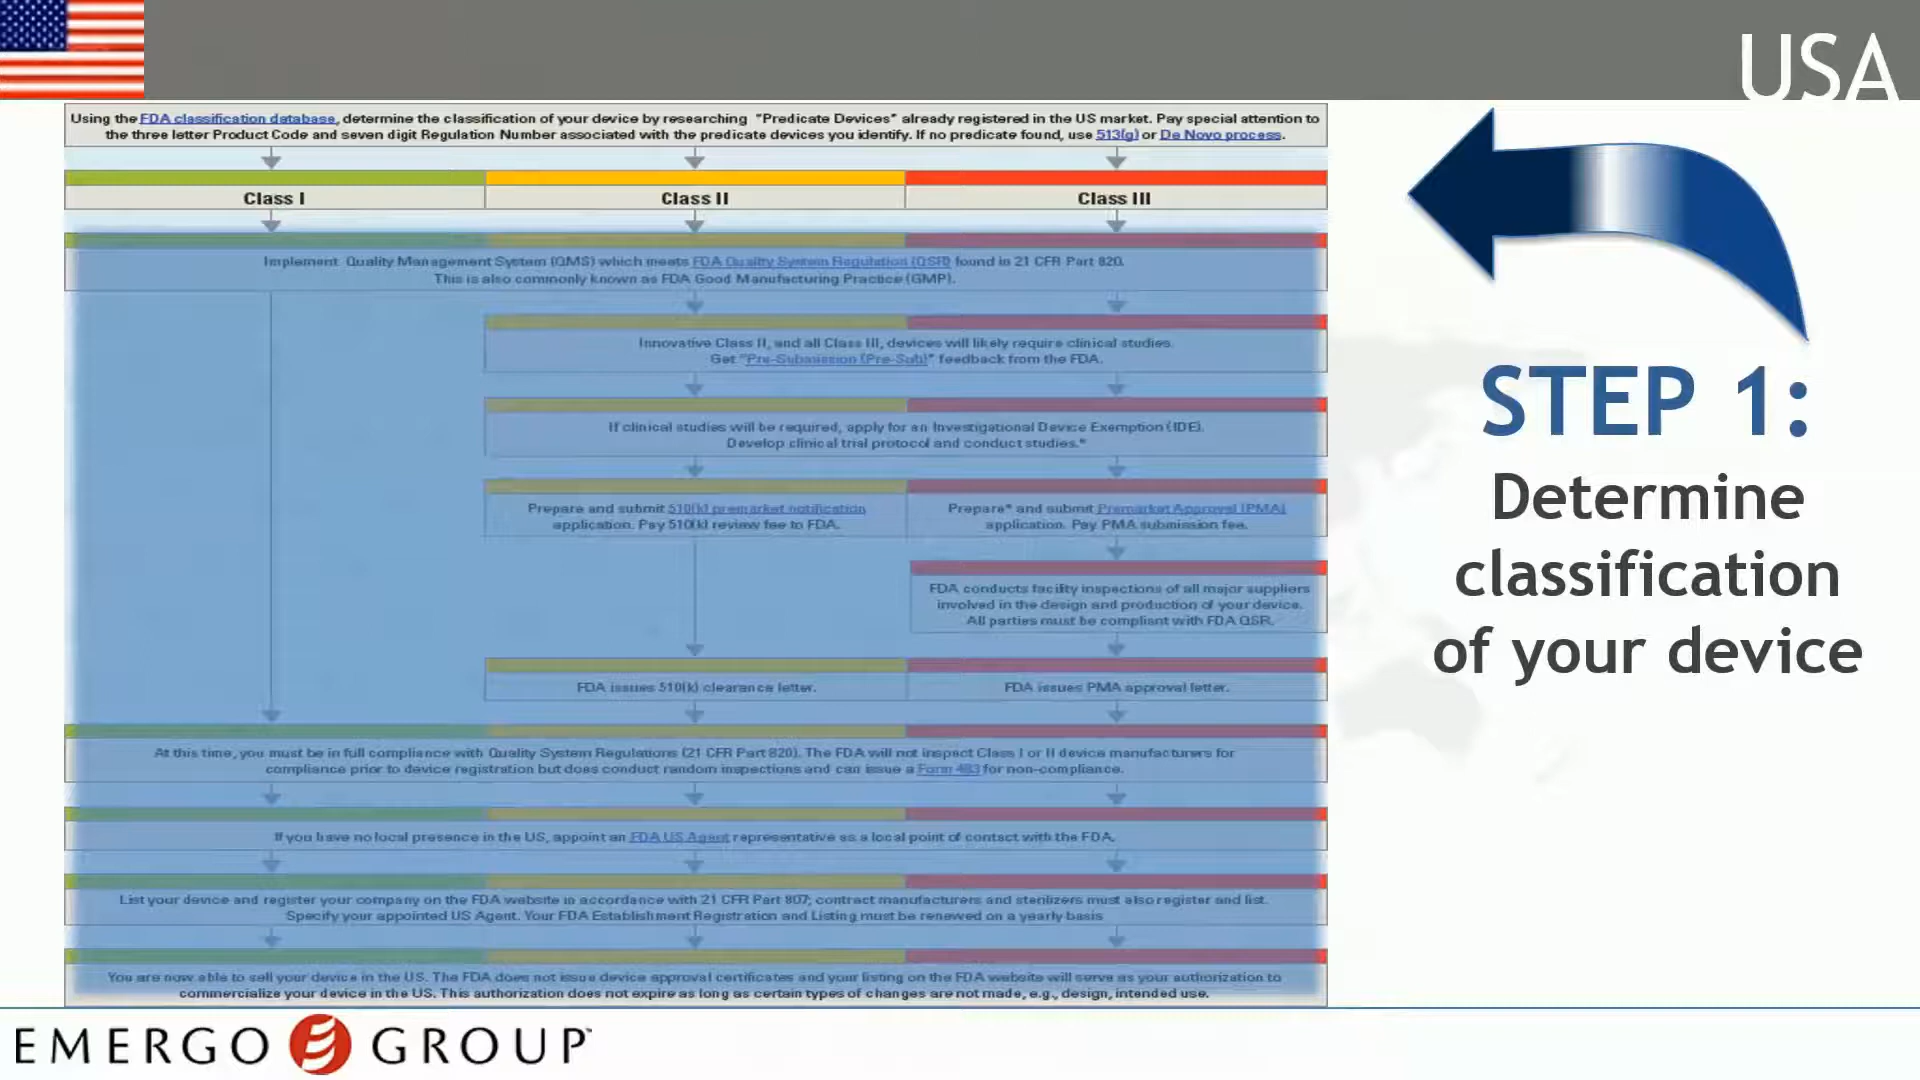 USA
Using the FDA classification database, determine the classification of your device by researching "Predicate Devices" already registered in the US market. Pay special attention to
the three letter Product Code and seven digit Regulation Number associated with the predicate devices you identify. If no predicate found, use 513(g) or De Novo process.
Class I
Class II
Class III
Implement Quality Management System (QMS) which meets FDA Quality System Regulation (QSR) found in 21 CFR Part 820.
This is also commonly known as FDA Good Manufacturing Practice (GMP).
Innovative Class II, and all Class III, devices will likely require clinical studies.
Get "Pre-Submission (Pre-Sub)" feedback from the FDA.
If clinical studies will be required, apply for an Investigational Device Exemption (IDE).
Develop clinical trial protocol and conduct studies.*
Prepare and submit 510(k) premarket notification
application. Pay 510(k) review fee to FDA.
Prepare* and submit Premarket Approval (PMA)
application. Pay PMA submission fee.
FDA conducts facility inspections of all major suppliers
involved in the design and production of your device.
All parties must be compliant with FDA QSR.
FDA issues 510(k) clearance letter.
FDA issues PMA approval letter.
At this time, you must be in full compliance with Quality System Regulations (21 CFR Part 820). The FDA will not inspect Class I or II device manufacturers for
compliance prior to device registration but does conduct random inspections and can issue a Form 483 for non-compliance.
If you have no local presence in the US, appoint an FDA US Agent representative as a local point of contact with the FDA.
List your device and register your company on the FDA website in accordance with 21 CFR Part 807; contract manufacturers and sterilizers must also register and list.
Specify your appointed US Agent. Your FDA Establishment Registration and Listing must be renewed on a yearly basis
You are now able to sell your device in the US. The FDA does not issue device approval certificates and your listing on the FDA website will serve as your authorization to
commercialize your device in the US. This authorization does not expire as long as certain types of changes are not made, e.g., design, intended use.
STEP 1:
Determine
classification
of your device
EMERGO GROUP